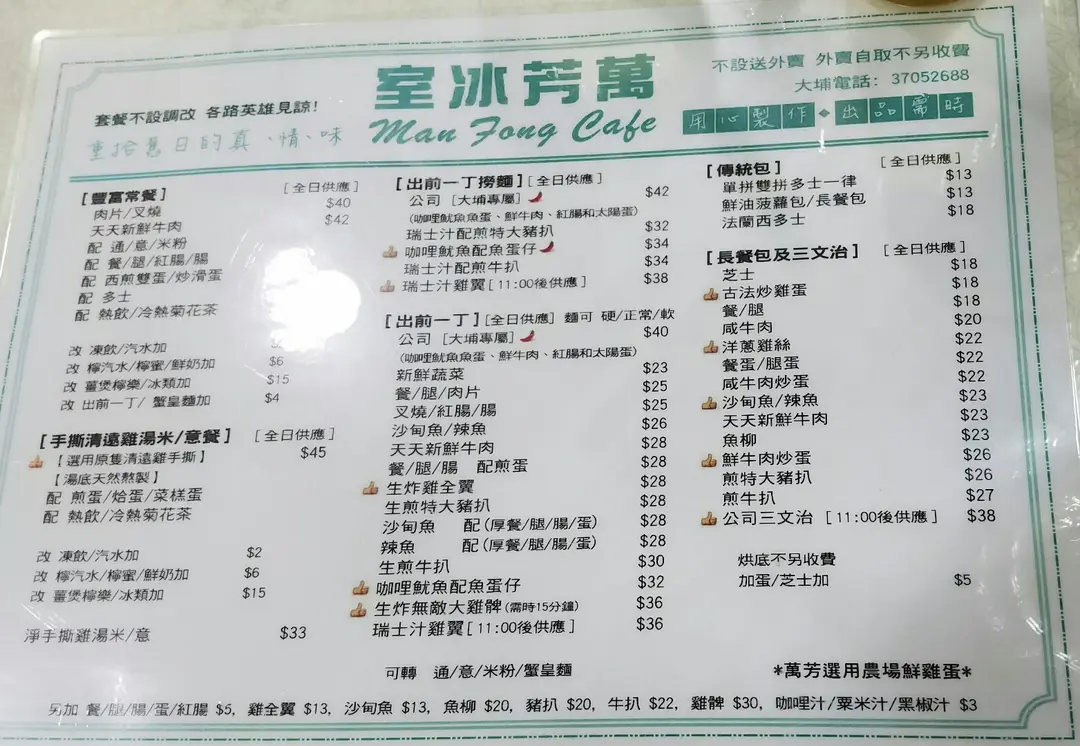 室冰芳萬
Man Fong Cafe
套餐不設調改 各路英雄見諒!
重拾舊日的真、情、味
不設送外賣 外賣自取不另收費
大埔電話: 37052688
用心製作◆出品需時
[豐富常餐] [全日供應]
肉片/叉燒 $40
天天新鮮牛肉 $42
配 通/意/米粉
配 餐/腿/紅腸/腸
配 西煎雙蛋/炒滑蛋
配 多士
配 熱飲/冷熱菊花茶
改 凍飲/汽水加
改 檸汽水/檸蜜/鮮奶加 $6
改 薑煲檸樂/冰類加 $15
改 出前一丁/ 蟹皇麵加 $4
[手撕清遠雞湯米/意餐] [全日供應]
【選用原隻清遠雞手撕】 $45
【湯底天然熬製】
配 煎蛋/烚蛋/菜糕蛋
配 熱飲/冷熱菊花茶
改 凍飲/汽水加 $2
改 檸汽水/檸蜜/鮮奶加 $6
改 薑煲檸樂/冰類加 $15
淨手撕雞湯米/意 $33
[出前一丁撈麵] [全日供應]
公司 [大埔專屬] $42
(咖哩魷魚魚蛋、鮮牛肉、紅腸和太陽蛋)
瑞士汁配煎特大豬扒 $32
咖哩魷魚配魚蛋仔 $34
瑞士汁配煎牛扒 $34
瑞士汁雞翼[11:00後供應] $38
[出前一丁] [全日供應] 麵可 硬/正常/軟
公司 [大埔專屬] $40
(咖哩魷魚魚蛋、鮮牛肉、紅腸和太陽蛋)
新鮮蔬菜 $23
餐/腿/肉片 $25
叉燒/紅腸/腸 $25
沙甸魚/辣魚 $26
天天新鮮牛肉 $28
餐/腿/腸 配煎蛋 $28
生炸雞全翼 $28
生煎特大豬扒 $28
沙甸魚 配(厚餐/腿/腸/蛋) $28
辣魚 配(厚餐/腿/腸/蛋) $28
生煎牛扒 $30
咖哩魷魚配魚蛋仔 $32
生炸無敵大雞髀(需時15分鐘) $36
瑞士汁雞翼[11:00後供應] $36
可轉 通/意/米粉/蟹皇麵
[傳統包] [全日供應]
單拼雙拼多士一律 $13
鮮油菠蘿包/長餐包 $13
法蘭西多士 $18
[長餐包及三文治] [全日供應]
芝士 $18
古法炒雞蛋 $18
餐/腿 $18
咸牛肉 $20
洋蔥雞絲 $22
餐蛋/腿蛋 $22
咸牛肉炒蛋 $22
沙甸魚/辣魚 $23
天天新鮮牛肉 $23
魚柳 $23
鮮牛肉炒蛋 $26
煎特大豬扒 $26
煎牛扒 $27
公司三文治 [11:00後供應] $38
烘底不另收費
加蛋/芝士加 $5
*萬芳選用農場鮮雞蛋*
另加 餐/腿/腸/蛋/紅腸 $5, 雞全翼 $13, 沙甸魚 $13, 魚柳 $20, 豬扒 $20, 牛扒 $22, 雞髀 $30, 咖哩汁/粟米汁/黑椒汁 $3